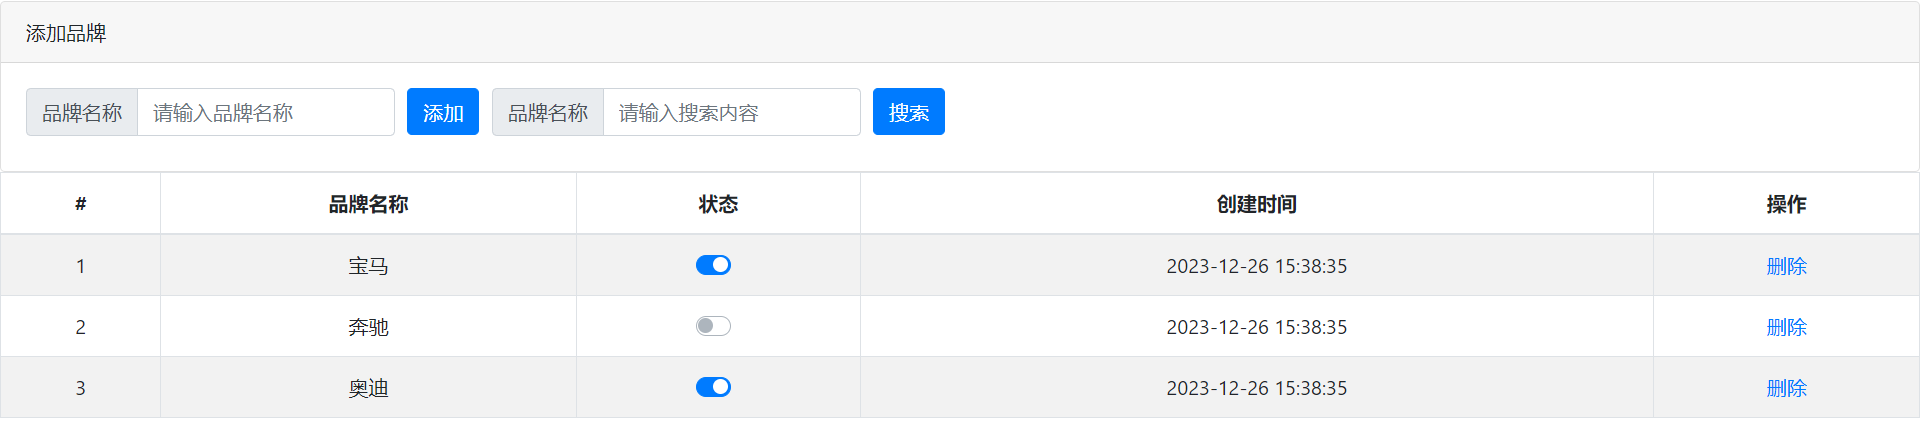 添加品牌
品牌名称 请输入品牌名称 添加 品牌名称 请输入搜索内容 搜索
# 品牌名称 状态 创建时间 操作
1 宝马 2023-12-26 15:38:35 删除
2 奔驰 2023-12-26 15:38:35 删除
3 奥迪 2023-12-26 15:38:35 删除